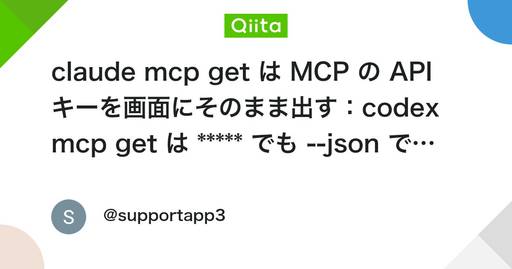 Qiita
claude mcp get は MCP の API
キーを画面にそのまま出す：codex
mcp get は ***** でも --json で…
S
@supportapp3